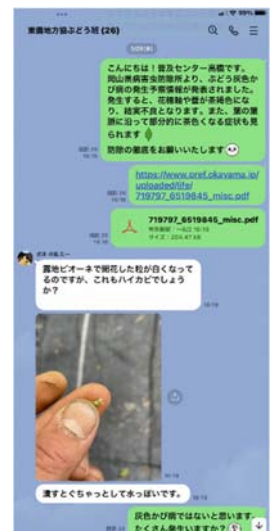 東備地方協ぶどう班 (26)
こんにちは！普及センター高橋です。
岡山県病害虫防除所より、ぶどう灰色か
び病の発生予察情報が発表されました。
発生すると、花穂軸や蕾が茶褐色にな
り、結実不良となります。また、葉の葉
脈に沿って部分的に茶色くなる症状も見
られます
防除の徹底をお願いいたします
https://www.pref.okayama.jp/
uploaded/life/
719797_6519845_misc.pdf
719797_6519845_misc.pdf
サイズ：204.47 kB
露地ピオーネで開花した粒が白くなって
るのですが、これもハイカビでしょう
か？
潰すとぐちゃっとして水っぽいです。
灰色かび病ではないと思います。
たくさん発生いますか？